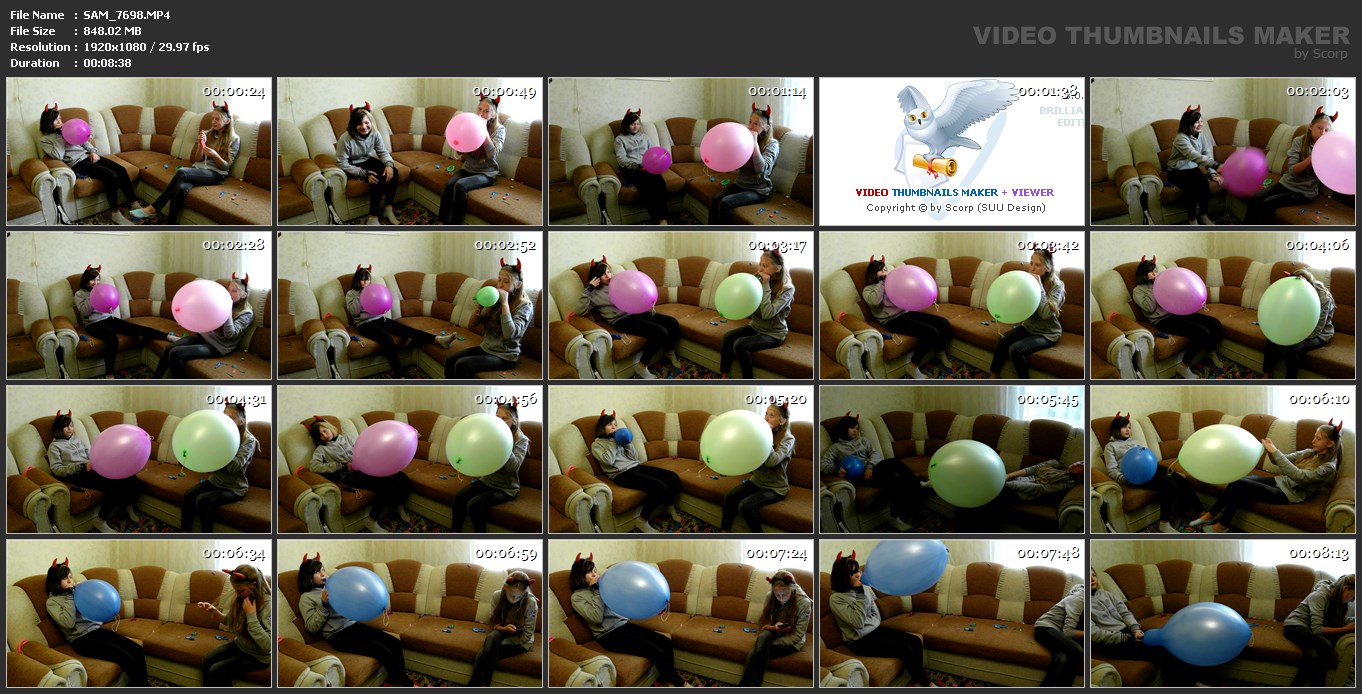 File Name : SAM_7698.MP4
File Size : 848.02 MB
Resolution : 1920x1080 / 29.97 fps
Duration : 00:08:38
VIDEO THUMBNAILS MAKER
by Scorp
00:00:24
00:00:49
00:01:14
00:01:38
BRILLIA
EDIT
VIDEO THUMBNAILS MAKER + VIEWER
Copyright © by Scorp (SUU Design)
00:02:03
00:02:28
00:02:52
00:03:17
00:03:42
00:04:06
00:04:31
00:04:56
00:05:20
00:05:45
00:06:10
00:06:34
00:06:59
00:07:24
00:07:48
00:08:13